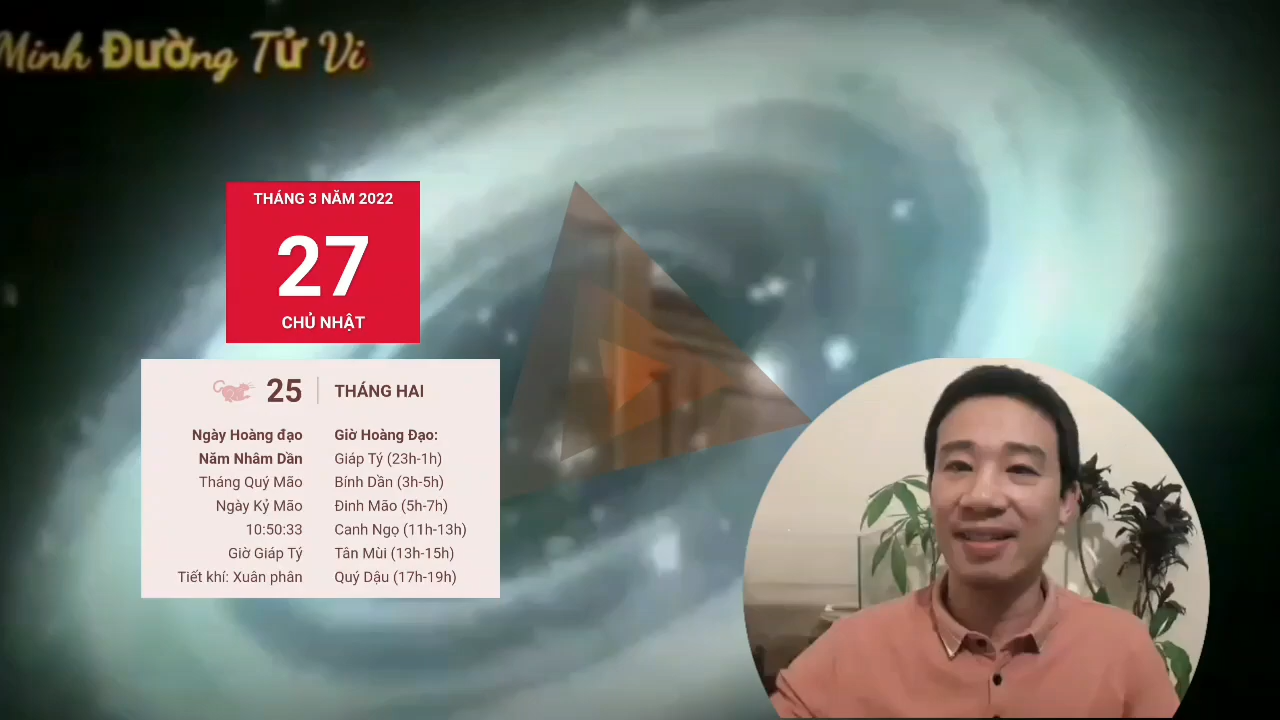 Minh Đường Tử Vi
THÁNG 3 NĂM 2022
27
CHỦ NHẬT
25 THÁNG HAI
Ngày Hoàng đạo
Năm Nhâm Dần
Tháng Quý Mão
Ngày Kỷ Mão
10:50:33
Giờ Giáp Tý
Tiết khí: Xuân phân
Giờ Hoàng Đạo:
Giáp Tý (23h-1h)
Bính Dần (3h-5h)
Đinh Mão (5h-7h)
Canh Ngọ (11h-13h)
Tân Mùi (13h-15h)
Quý Dậu (17h-19h)